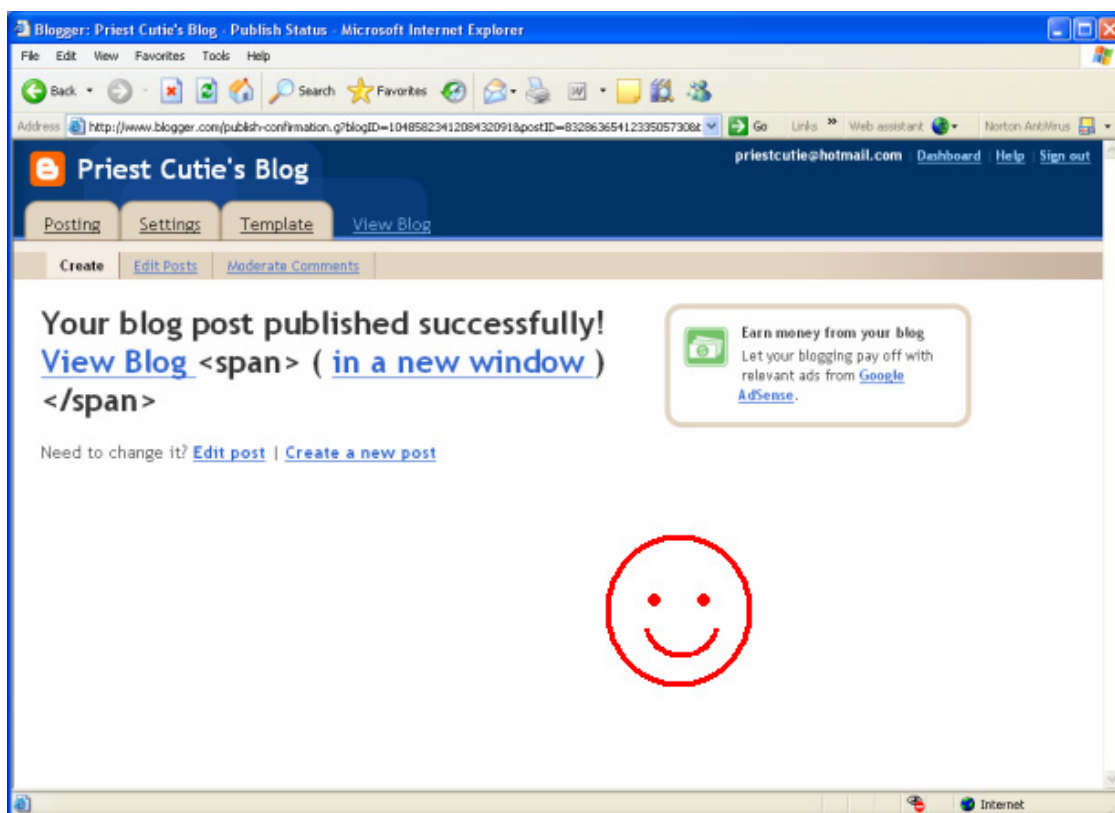 Blogger: Priest Cutie's Blog - Publish Status - Microsoft Internet Explorer
File Edit View Favorites Tools Help
Back Search Favorites
Address http://www.blogger.com/publish-confirmation.g? Go Links » Web assistant Norton AntiVirus
Priest Cutie's Blog
priestcutie@hotmail.com | Dashboard | Help | Sign out
Posting Settings Template View Blog
Create Edit Posts Moderate Comments
Your blog post published successfully!
View Blog <span> ( in a new window )
</span>
Need to change it? Edit post | Create a new post
Earn money from your blog
Let your blogging pay off with
relevant ads from Google
AdSense.
Internet